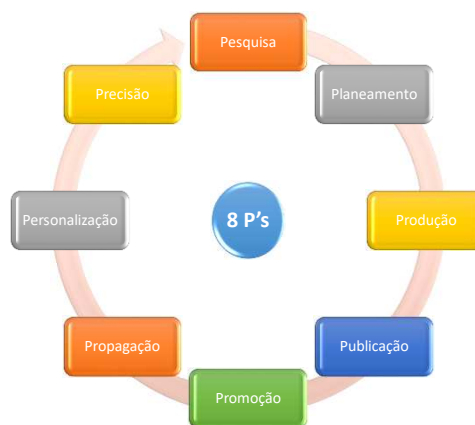 Pesquisa
Planeamento
Produção
Publicação
Promoção
Propagação
Personalização
Precisão
8 P's